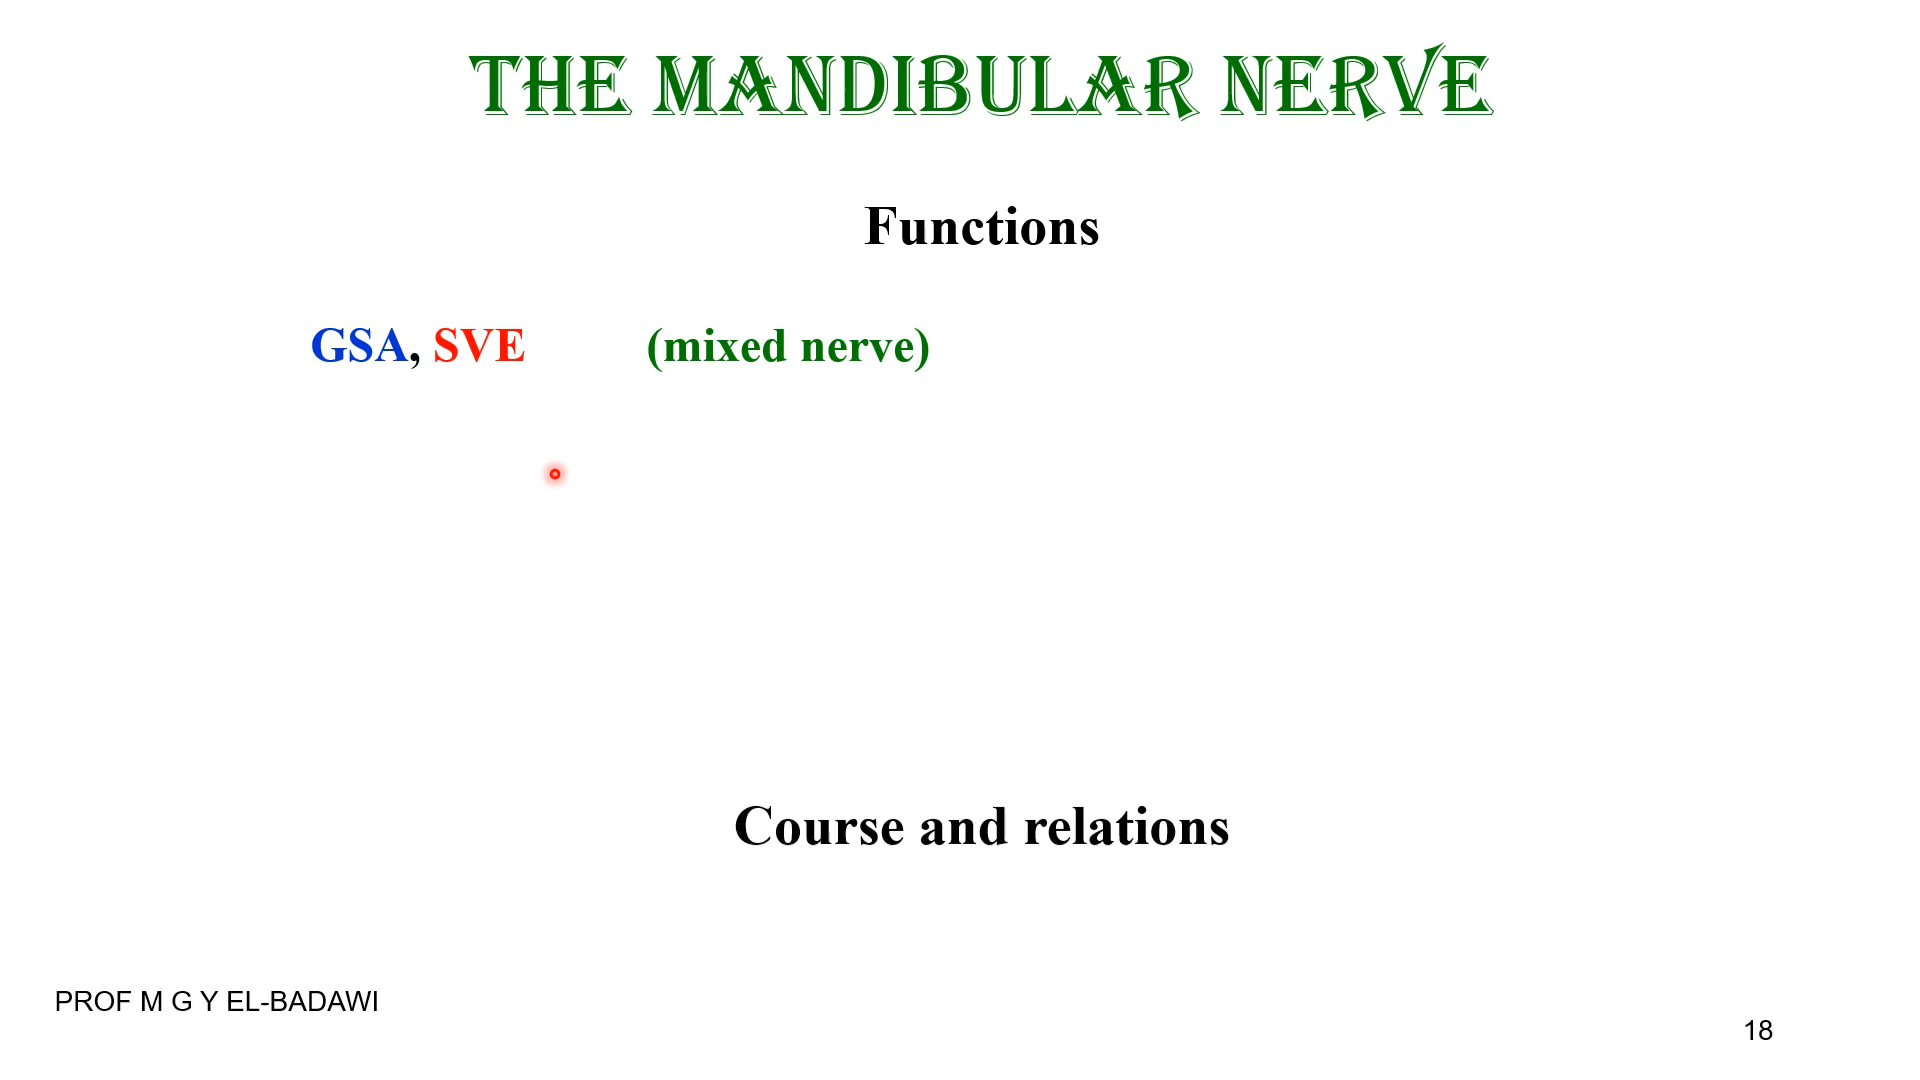 THE MANDIBULAR NERVE
Functions
GSA, SVE (mixed nerve)
Course and relations
PROF M G Y EL-BADAWI
18